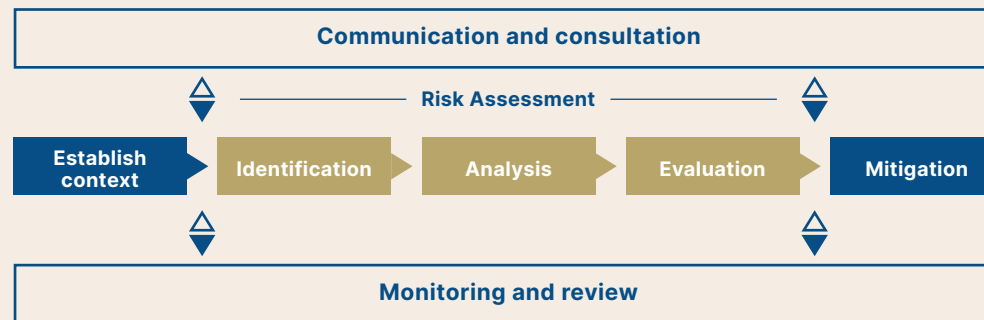 Communication and consultation
Risk Assessment
Establish
context
Identification
Analysis
Evaluation
Mitigation
Monitoring and review